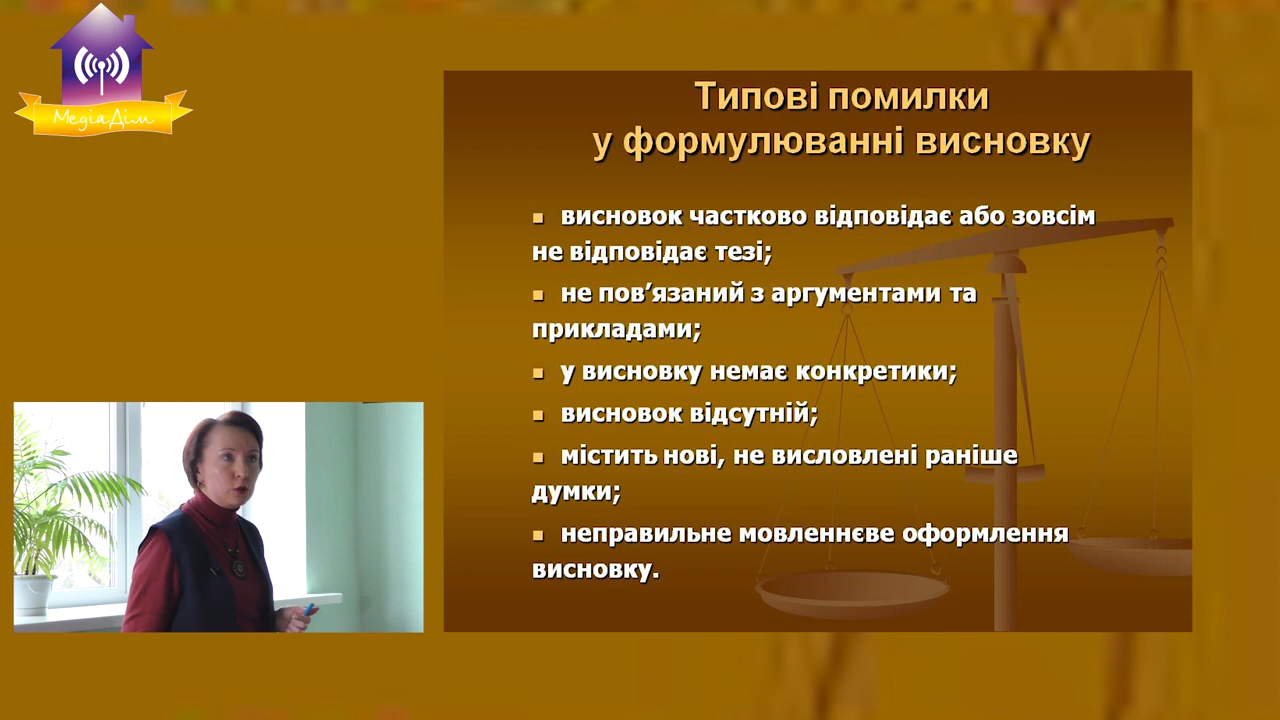 МедіаДім
Типові помилки
у формулюванні висновку
▪ висновок частково відповідає або зовсім
не відповідає тезі;
▪ не пов’язаний з аргументами та
прикладами;
▪ у висновку немає конкретики;
▪ висновок відсутній;
▪ містить нові, не висловлені раніше
думки;
▪ неправильне мовленнєве оформлення
висновку.